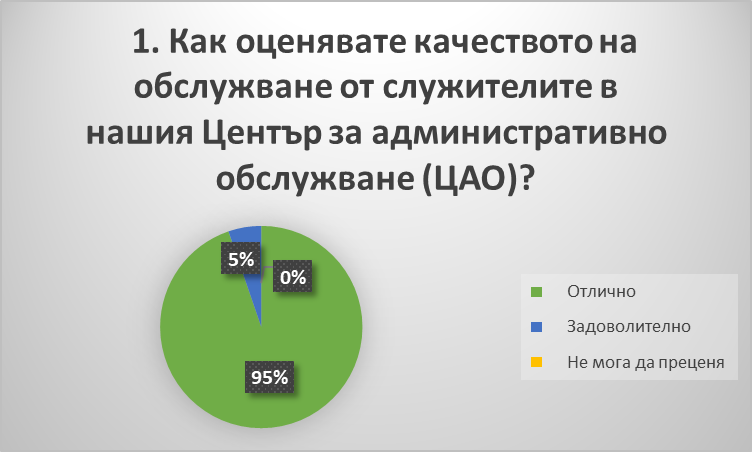 1. Как оценявате качеството на
обслужване от служителите в
нашия Център за административно
обслужване (ЦАО)?
5%
0%
95%
Отлично
Задоволително
Не мога да преценя